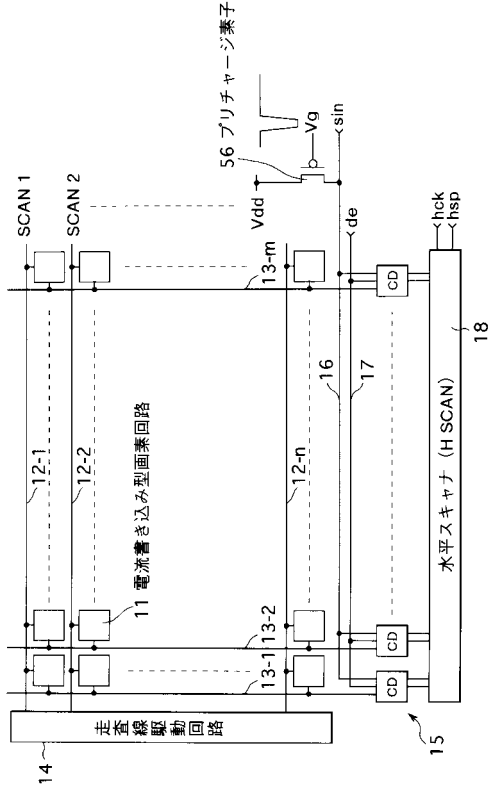 SCAN 1
SCAN 2
12-1
12-2
12-n
11 電流書き込み型画素回路
13-1
13-2
13-m
14
走査線駆動回路
Vdd
56 プリチャージ素子
Vg
sin
de
16
17
CD
CD
CD
15
水平スキャナ (H SCAN)
18
hck
hsp